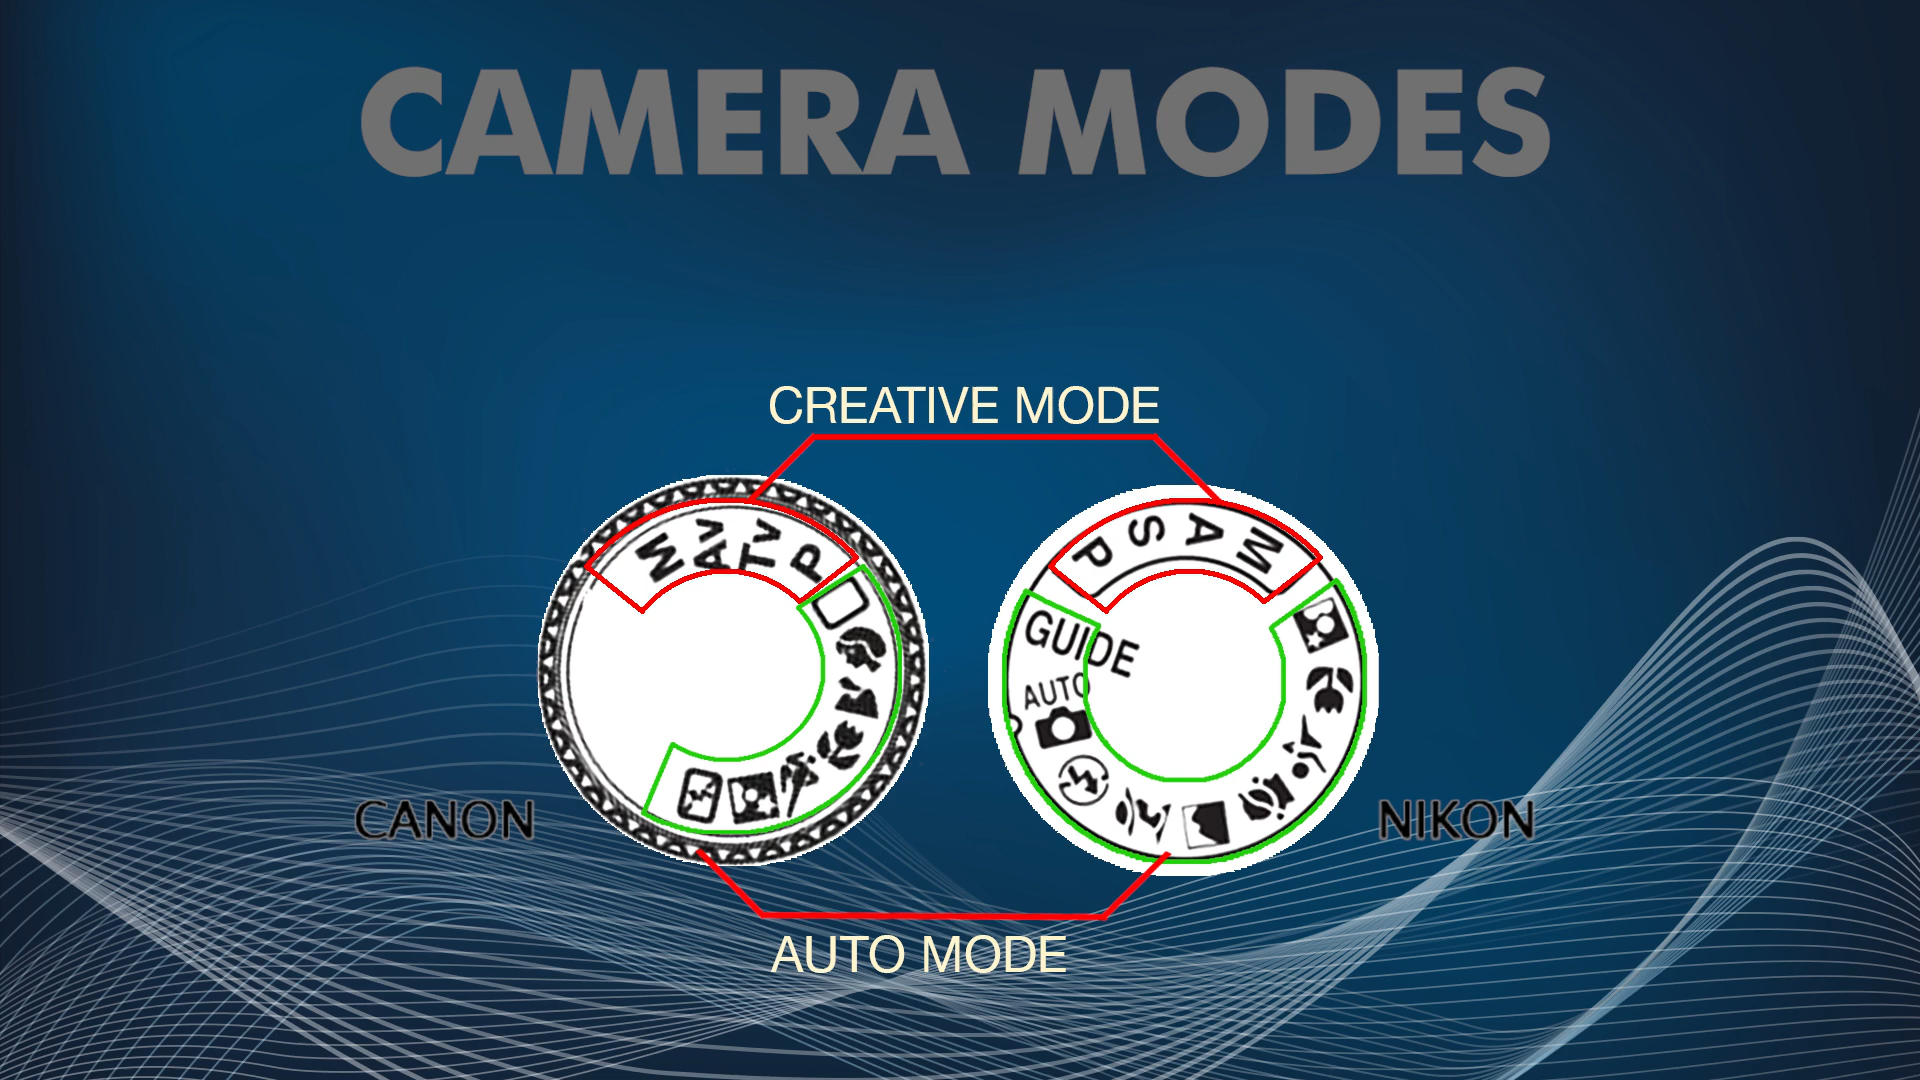 CAMERA MODES
CREATIVE MODE
M Av Tv P
P S A M
GUIDE
AUTO
CANON
NIKON
AUTO MODE